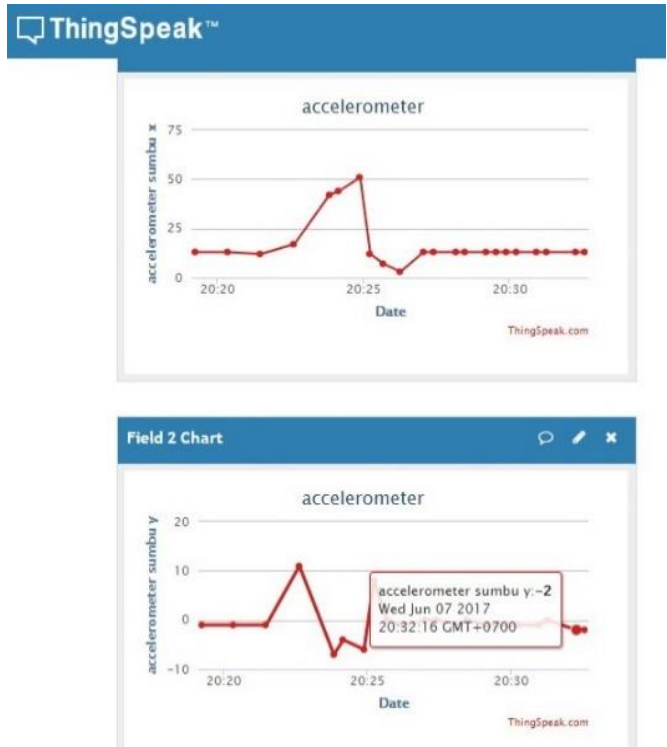 ThingSpeak™
accelerometer
accelerometer sumbu x
75
50
25
0
20:20 20:25 20:30
Date
ThingSpeak.com
Field 2 Chart
accelerometer
accelerometer sumbu y
20
10
0
-10
accelerometer sumbu y:-2
Wed Jun 07 2017
20:32:16 GMT+0700
20:20 20:25 20:30
Date
ThingSpeak.com